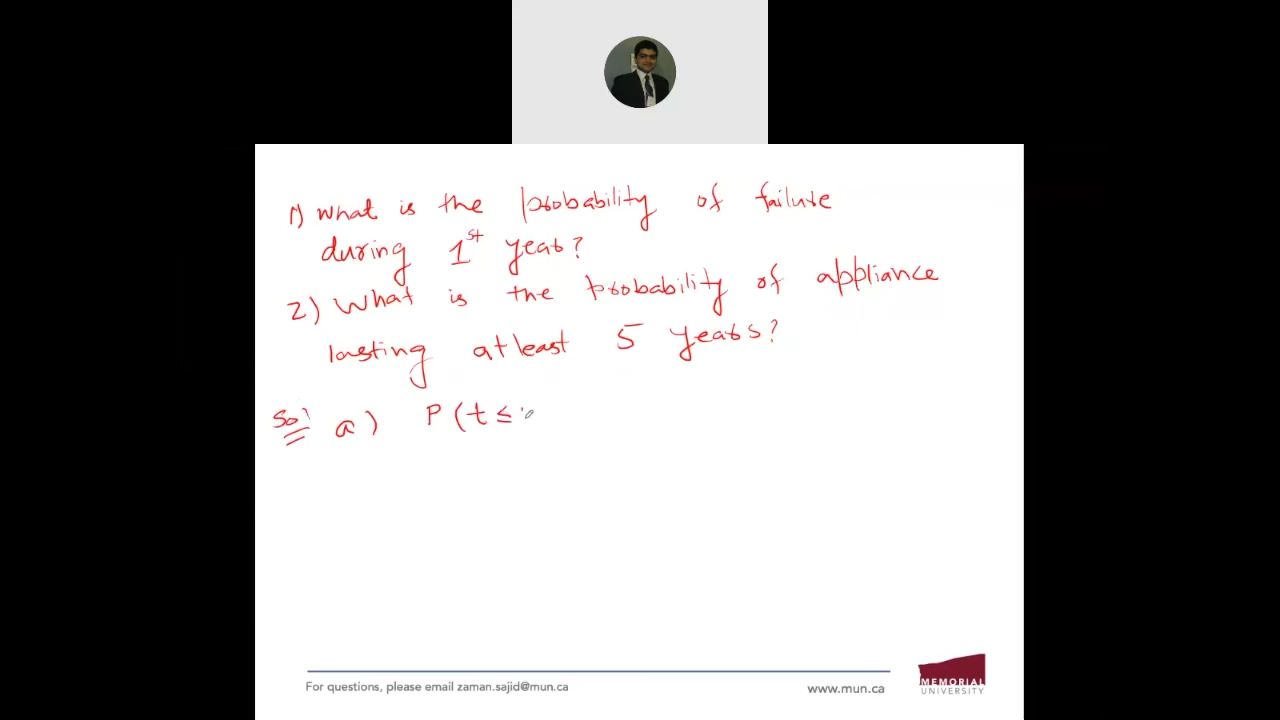 1) What is the probability of failure
during 1st year?
2) What is the probability of appliance
lasting atleast 5 years?
Sol
a) P(t ≤
For questions, please email zaman.sajid@mun.ca
www.mun.ca
MEMORIAL
UNIVERSITY